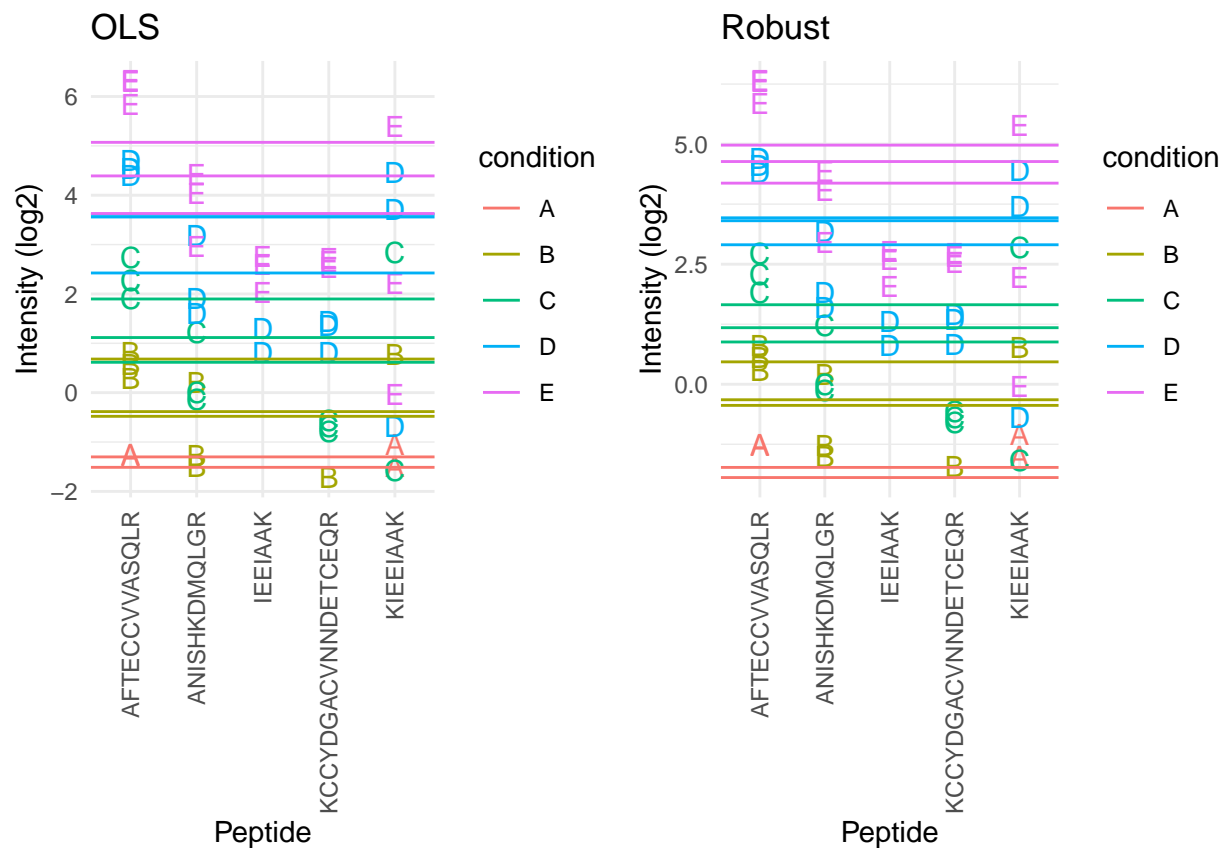 OLS
Intensity (log2)
6
4
2
0
−2
E
E
E
D
D
D
C
C
C
B
B
B
B
A
E
E
E
E
D
D
D
C
C
C
B
B
B
E
E
E
D
D
E
E
E
D
D
D
C
C
C
B
E
D
D
C
E
B
E
D
A
A
C
AFTECCVVASQLR
ANISHKDMQLGR
IEEIAAK
KCCYDGACVNNDETCEQR
KIEEIAAK
Peptide
condition
A
B
C
D
E
Robust
Intensity (log2)
5.0
2.5
0.0
E
E
E
D
D
D
C
C
C
B
B
B
B
A
E
E
E
E
D
D
D
C
C
C
B
B
B
E
E
E
D
D
E
E
E
D
D
D
C
C
C
B
E
D
D
C
E
B
E
D
A
A
C
AFTECCVVASQLR
ANISHKDMQLGR
IEEIAAK
KCCYDGACVNNDETCEQR
KIEEIAAK
Peptide
condition
A
B
C
D
E